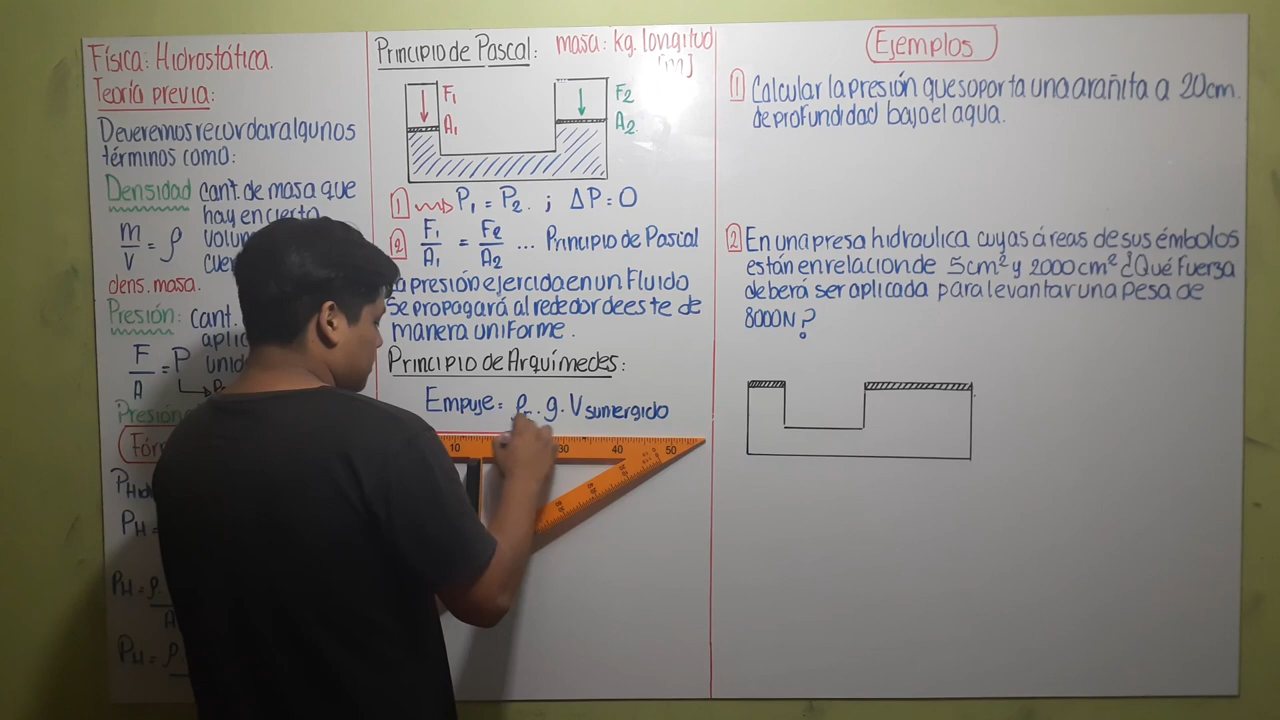 Física: Hidrostática.
Teoría previa:
Deveremos recordar algunos
términos como:
Densidad cant. de masa que
hay en cierto
m/V = ρ
dens. masa.
Presión: cant.
F/A = P
Principio de Pascal: masa: kg. longitud
[m]
F1 F2
A1 A2
1 P1 = P2. ; ΔP = 0
2 F1/A1 = F2/A2 ... Principio de Pascal
La presión ejercida en un Fluido
se propagará alrededor de este de
manera uniforme.
Principio de Arquímedes:
Empuje = . g. V sumergido
10 30 40 50
Ejemplos
1 Calcular la presión que soporta una arañita a 20cm.
de profundidad bajo el agua.
2 En una presa hidraulica cuyas áreas de sus émbolos
están en relacion de 5cm² y 2000cm² ¿Qué fuersa
deberá ser aplicada para levantar una pesa de
8000N?